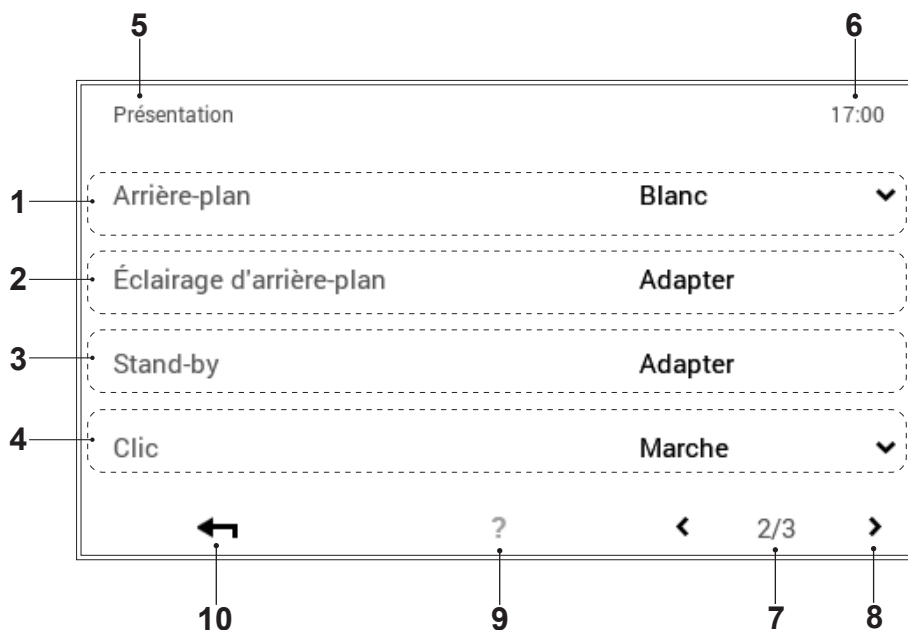 5 6
Présentation 17:00
1 Arrière-plan Blanc
2 Éclairage d'arrière-plan Adapter
3 Stand-by Adapter
4 Clic Marche
? 2/3
10 9 7 8